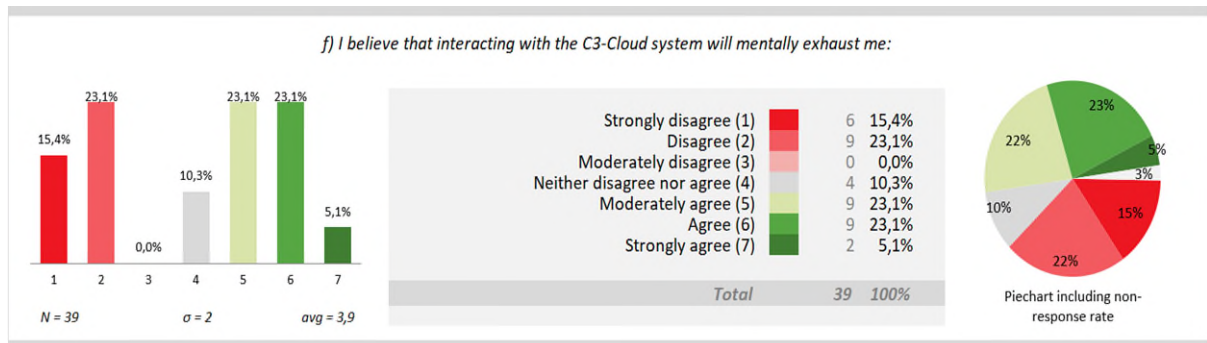 f) I believe that interacting with the C3-Cloud system will mentally exhaust me:
15,4%
23,1%
0,0%
10,3%
23,1%
23,1%
5,1%
1 2 3 4 5 6 7
N = 39 σ = 2 avg = 3,9
Strongly disagree (1) 6 15,4%
Disagree (2) 9 23,1%
Moderately disagree (3) 0 0,0%
Neither disagree nor agree (4) 4 10,3%
Moderately agree (5) 9 23,1%
Agree (6) 9 23,1%
Strongly agree (7) 2 5,1%
Total 39 100%
23%
5%
3%
15%
22%
10%
22%
Piechart including non-
response rate